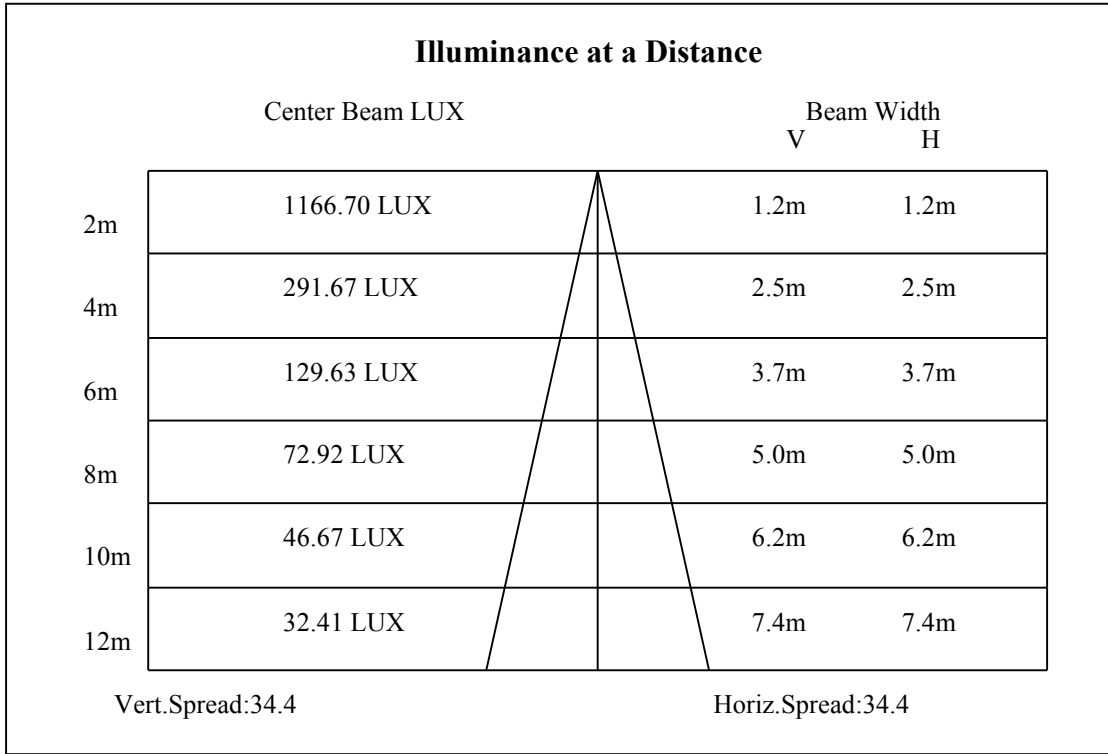 Illuminance at a Distance
Center Beam LUX Beam Width
V H
2m 1166.70 LUX 1.2m 1.2m
4m 291.67 LUX 2.5m 2.5m
6m 129.63 LUX 3.7m 3.7m
8m 72.92 LUX 5.0m 5.0m
10m 46.67 LUX 6.2m 6.2m
12m 32.41 LUX 7.4m 7.4m
Vert.Spread:34.4 Horiz.Spread:34.4